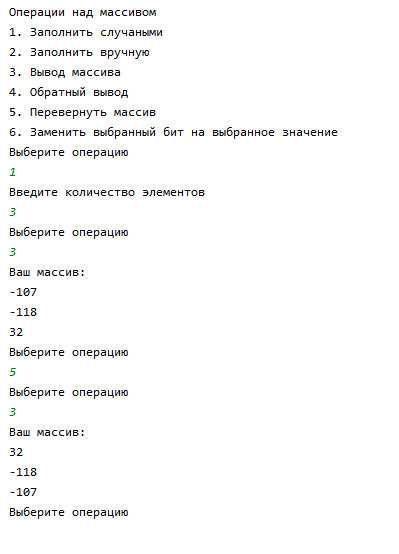 Операции над массивом
1. Заполнить случаными
2. Заполнить вручную
3. Вывод массива
4. Обратный вывод
5. Перевернуть массив
6. Заменить выбранный бит на выбранное значение
Выберите операцию
1
Введите количество элементов
3
Выберите операцию
3
Ваш массив:
-107
-118
32
Выберите операцию
5
Выберите операцию
3
Ваш массив:
32
-118
-107
Выберите операцию